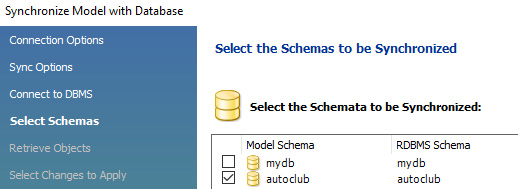 Synchronize Model with Database
Connection Options
Sync Options
Connect to DBMS
Select Schemas
Retrieve Objects
Select Changes to Apply
Select the Schemas to be Synchronized
Select the Schemata to be Synchronized:
Model Schema RDBMS Schema
mydb mydb
autoclub autoclub